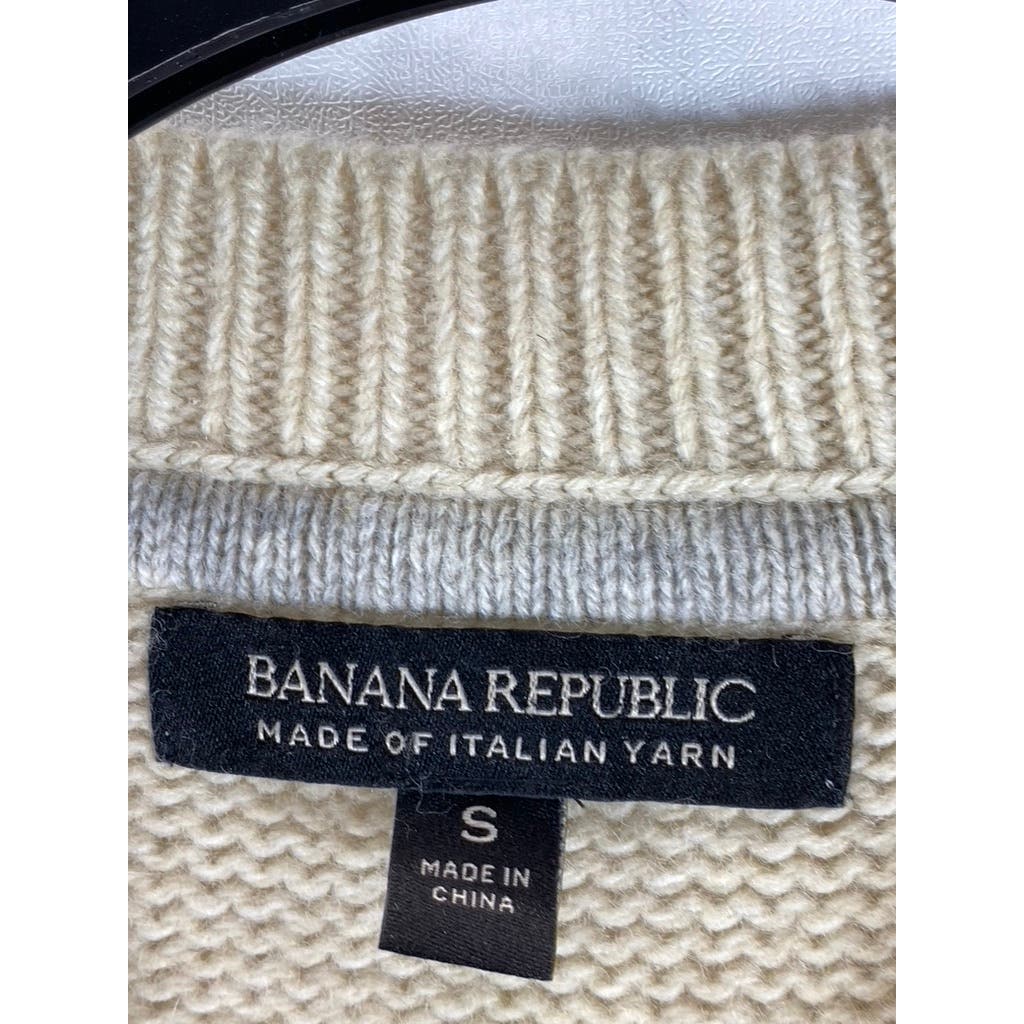 BANANA REPUBLIC
MADE OF ITALIAN YARN
S
MADE IN
CHINA